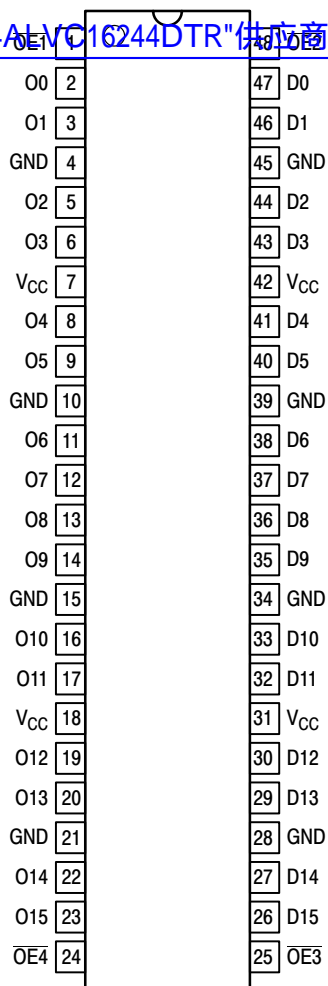 ALVC16244DTR"供应商
OE1 1 48 OE2
O0 2 47 D0
O1 3 46 D1
GND 4 45 GND
O2 5 44 D2
O3 6 43 D3
VCC 7 42 VCC
O4 8 41 D4
O5 9 40 D5
GND 10 39 GND
O6 11 38 D6
O7 12 37 D7
O8 13 36 D8
O9 14 35 D9
GND 15 34 GND
O10 16 33 D10
O11 17 32 D11
VCC 18 31 VCC
O12 19 30 D12
O13 20 29 D13
GND 21 28 GND
O14 22 27 D14
O15 23 26 D15
OE4 24 25 OE3